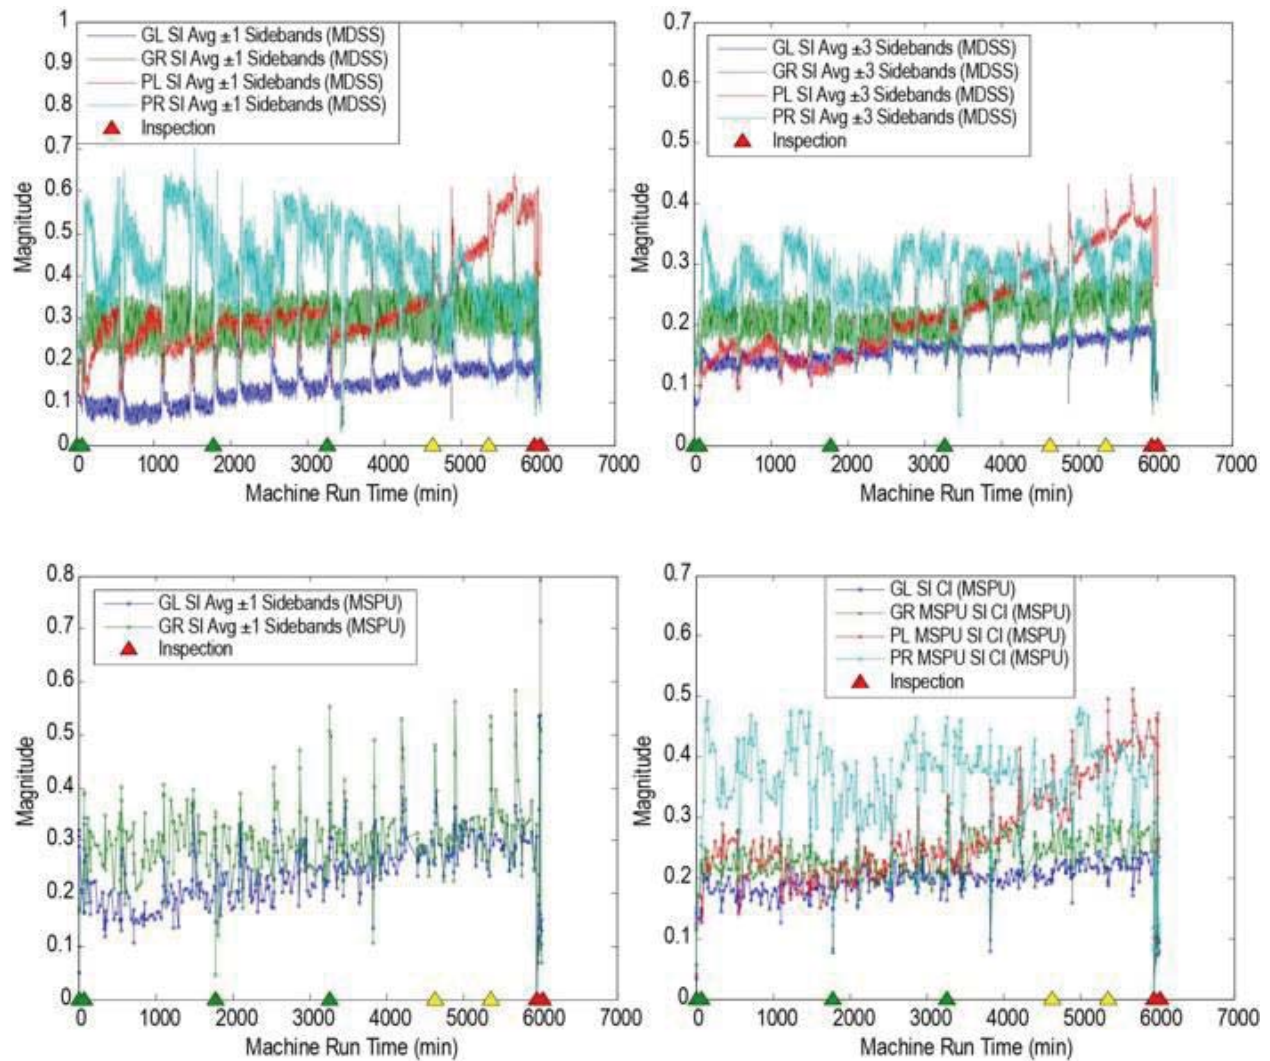 1
0.9
0.8
0.7
0.6
0.5
0.4
0.3
0.2
0.1
0
Magnitude
GL SI Avg ±1 Sidebands (MDSS)
GR SI Avg ±1 Sidebands (MDSS)
PL SI Avg ±1 Sidebands (MDSS)
PR SI Avg ±1 Sidebands (MDSS)
Inspection
0 1000 2000 3000 4000 5000 6000 7000
Machine Run Time (min)
0.7
0.6
0.5
0.4
0.3
0.2
0.1
0
Magnitude
GL SI Avg ±3 Sidebands (MDSS)
GR SI Avg ±3 Sidebands (MDSS)
PL SI Avg ±3 Sidebands (MDSS)
PR SI Avg ±3 Sidebands (MDSS)
Inspection
0 1000 2000 3000 4000 5000 6000 7000
Machine Run Time (min)
0.8
0.7
0.6
0.5
0.4
0.3
0.2
0.1
0
Magnitude
GL SI Avg ±1 Sidebands (MSPU)
GR SI Avg ±1 Sidebands (MSPU)
Inspection
0 1000 2000 3000 4000 5000 6000 7000
Machine Run Time (min)
0.7
0.6
0.5
0.4
0.3
0.2
0.1
0
Magnitude
GL SI CI (MSPU)
GR MSPU SI CI (MSPU)
PL MSPU SI CI (MSPU)
PR MSPU SI CI (MSPU)
Inspection
0 1000 2000 3000 4000 5000 6000 7000
Machine Run Time (min)